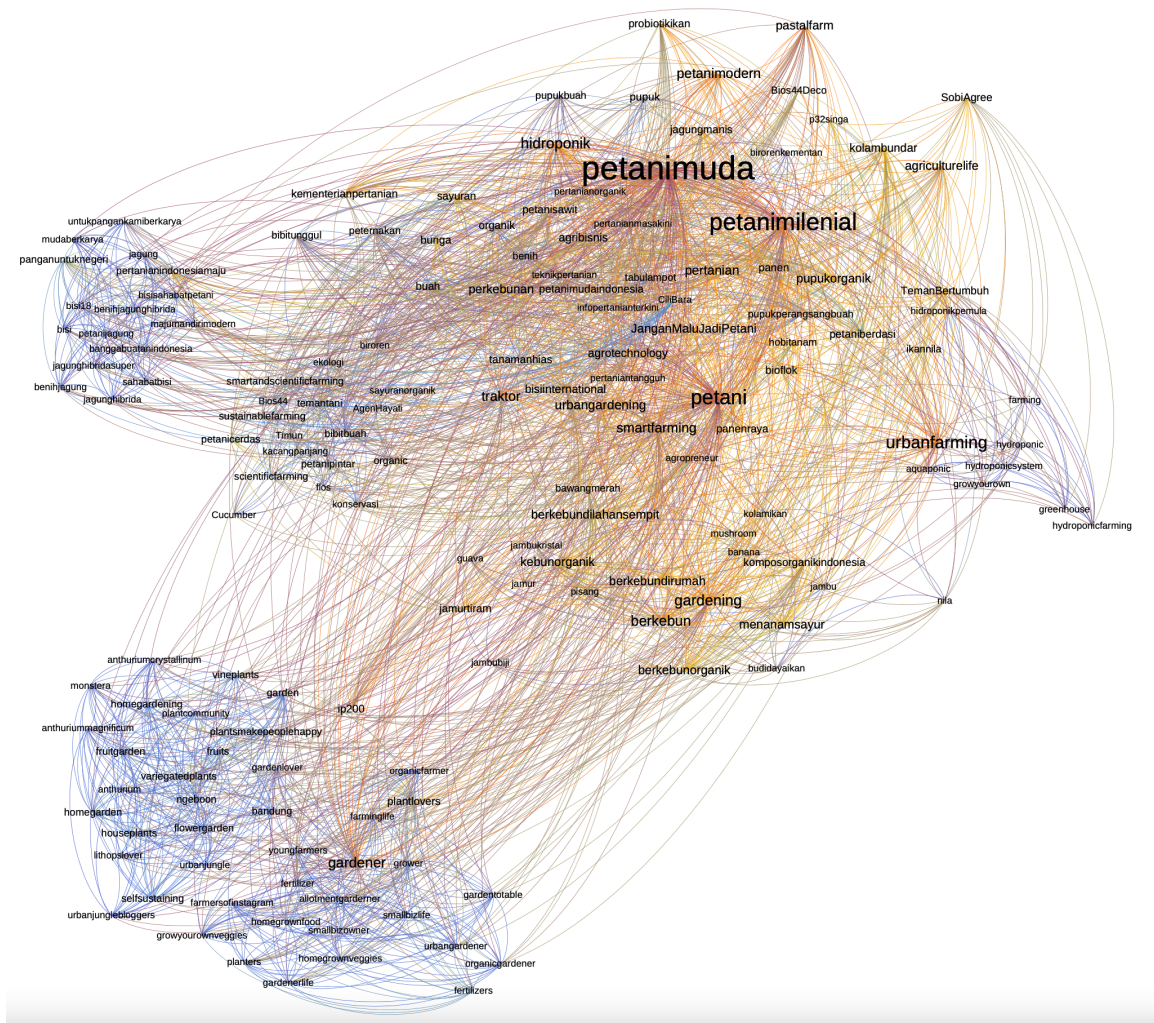 probiotikikan
pastalfarm
petanimodern
Bios44Deco
pupukbuah
pupuk
SobiAgree
p32singa
jagungmanis
hidroponik
kolambundar
birorenkementan
petanimuda
agriculturelife
pertanianorganik
kementerianpertanian
sayuran
petanisawit
untukpangankamiberkarya
organik
pertanianmasakini
petanimilenial
peternakan
mudaberkarya
bibitunggul
bunga
agribisnis
jagung
panganuntuknegeri
benih
pertanianindonesiamaju
pertanian
panen
teknikpertanian
tabulampot
pupukorganik
buah
perkebunan
petanimudaindonesia
TemanBertumbuh
bisisahabatpetani
CiliBara
bisi18
benihjagunghibrida
infopertanianterkini
hidroponikpemula
pupukperangsangbuah
majumandirimodern
bisi
petanijagung
JanganMaluJadiPetani
petaniberdasi
hobitanam
biroren
banggabuatanindonesia
ikannila
agrotechnology
tanamanhias
ekologi
jagunghibridasuper
bioflok
pertaniantangguh
smartandscientificfarming
sahabatbisi
benihjagung
sayuranorganik
bisiinternational
traktor
petani
jagunghibrida
Bios44
temantani
AgenHayati
urbangardening
farming
sustainablefarming
smartfarming
panenraya
bibitbuah
Timun
petanicerdas
urbanfarming
hydroponic
kacangpanjang
agropreneur
petanipintar
organic
hydroponicsystem
aquaponic
scientificfarming
growyourown
flos
bawangmerah
konservasi
greenhouse
Cucumber
berkebundilahansempit
kolamikan
hydroponicfarming
mushroom
jambukristal
guava
banana
kebunorganik
komposorganikindonesia
jamur
berkebundirumah
pisang
jambu
gardening
nila
jamurtiram
berkebun
menanamsayur
anthuriumcrystallinum
jambubiji
berkebunorganik
budidayaikan
vineplants
monstera
garden
homegardening
ip200
plantcommunity
anthuriummagnificum
plantsmakepeoplehappy
fruitgarden
fruits
gardenlover
organicfarmer
variegatedplants
anthurium
ngeboon
plantlovers
homegarden
bandung
farminglife
flowergarden
houseplants
youngfarmers
lithopslover
urbanjungle
gardener
grower
fertilizer
gardentotable
selfsustaining
farmersofinstagram
allotmentgarderner
urbanjunglebloggers
smallbizlife
homegrownfood
smallbizowner
growyourownveggies
urbangardener
planters
homegrownveggies
organicgardener
gardenerlife
fertilizers